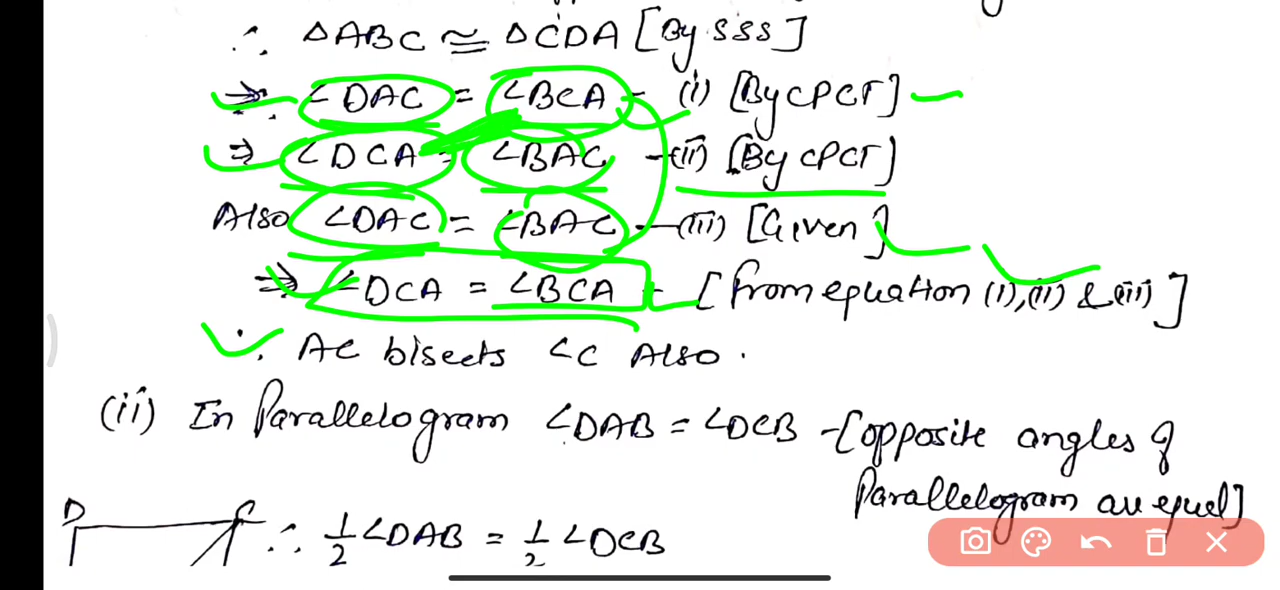 ∴ △ABC ≅ △CDA [By SSS]
⇒ ∠DAC = ∠BCA - (i) [By CPCT]
⇒ ∠DCA = ∠BAC - (ii) [By CPCT]
Also ∠DAC = ∠BAC - (iii) [Given]
⇒ ∠DCA = ∠BCA - [from equation (i),(ii) & (iii)]
∴ AC bisects ∠C Also.
(ii) In Parallelogram ∠DAB = ∠DCB - [opposite angles of
Parallelogram are equal]
D C
∴ 1/2 ∠DAB = 1/2 ∠DCB